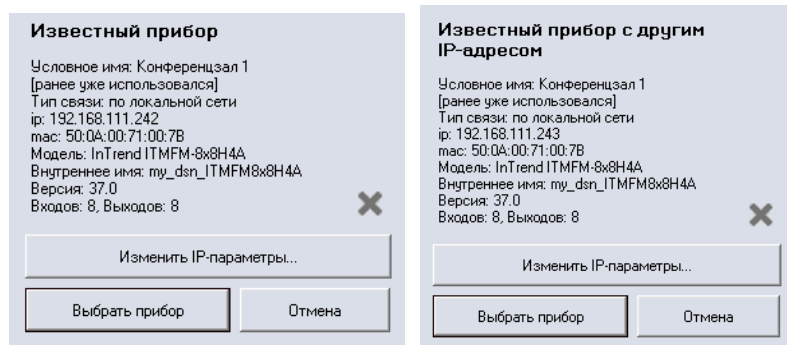 Известный прибор
Условное имя: Конференцзал 1
[ранее уже использовался]
Тип связи: по локальной сети
ip: 192.168.111.242
mac: 50:0A:00:71:00:7B
Модель: InTrend ITMFM-8x8H4A
Внутреннее имя: my_dsn_ITMFM8x8H4A
Версия: 37.0
Входов: 8, Выходов: 8
Изменить IP-параметры...
Выбрать прибор
Отмена
Известный прибор с другим
IP-адресом
Условное имя: Конференцзал 1
[ранее уже использовался]
Тип связи: по локальной сети
ip: 192.168.111.243
mac: 50:0A:00:71:00:7B
Модель: InTrend ITMFM-8x8H4A
Внутреннее имя: my_dsn_ITMFM8x8H4A
Версия: 37.0
Входов: 8, Выходов: 8
Изменить IP-параметры...
Выбрать прибор
Отмена